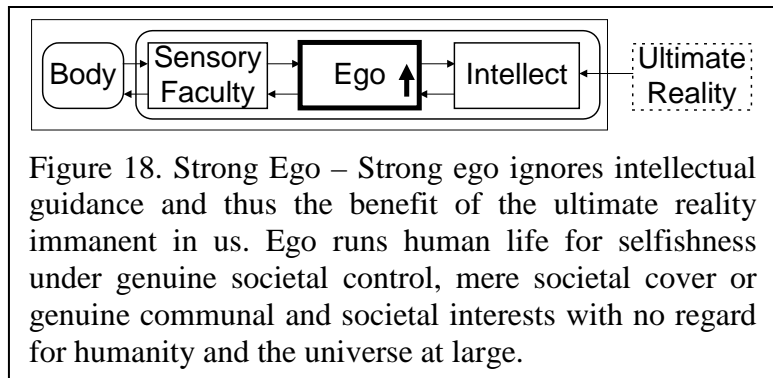 Body
Sensory
Faculty
Ego
Intellect
Ultimate
Reality
Figure 18. Strong Ego – Strong ego ignores intellectual
guidance and thus the benefit of the ultimate reality
immanent in us. Ego runs human life for selfishness
under genuine societal control, mere societal cover or
genuine communal and societal interests with no regard
for humanity and the universe at large.